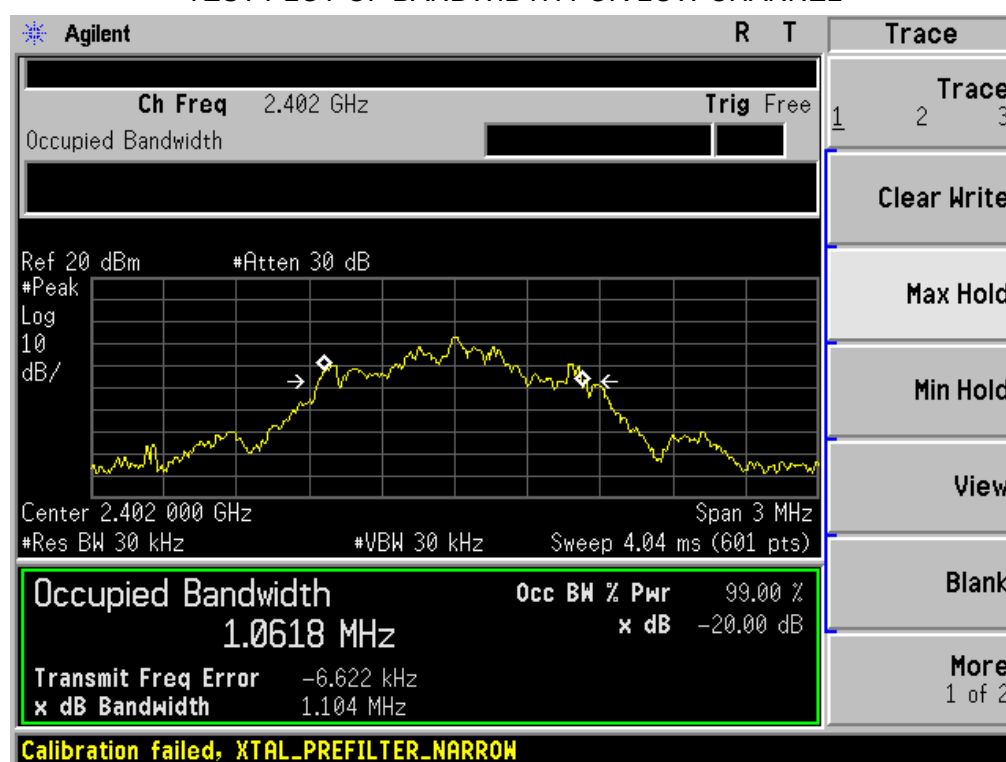 Agilent R T Trace
Ch Freq 2.402 GHz Trig Free
Occupied Bandwidth
Trace
1 2 3
Clear Write
Ref 20 dBm #Atten 30 dB
#Peak
Log
10
dB/
Max Hold
Min Hold
View
Center 2.402 000 GHz Span 3 MHz
#Res BW 30 kHz #VBW 30 kHz Sweep 4.04 ms (601 pts)
Occupied Bandwidth Occ BW % Pwr 99.00 %
1.0618 MHz x dB -20.00 dB
Transmit Freq Error -6.622 kHz
x dB Bandwidth 1.104 MHz
Blank
More
1 of 2
Calibration failed, XTAL_PREFILTER_NARROW